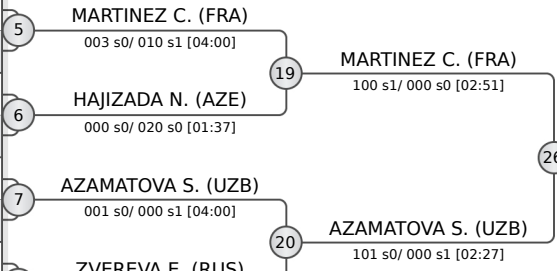 MARTINEZ C. (FRA)
5
003 s0/ 010 s1 [04:00]
19
MARTINEZ C. (FRA)
100 s1/ 000 s0 [02:51]
HAJIZADA N. (AZE)
6
000 s0/ 020 s0 [01:37]
26
AZAMATOVA S. (UZB)
7
001 s0/ 000 s1 [04:00]
20
AZAMATOVA S. (UZB)
101 s0/ 000 s1 [02:27]
ZVEREVA E. (RUS)